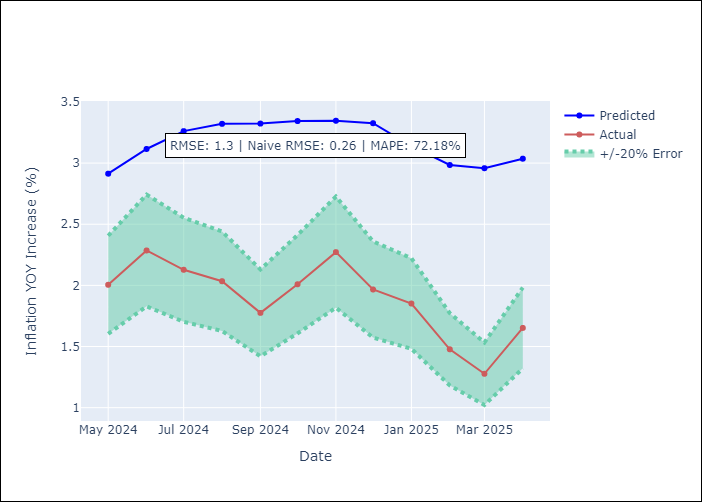 3.5
3
2.5
2
1.5
1
Inflation YOY Increase (%)
RMSE: 1.3 | Naive RMSE: 0.26 | MAPE: 72.18%
Predicted
Actual
+/-20% Error
May 2024
Jul 2024
Sep 2024
Nov 2024
Jan 2025
Mar 2025
Date